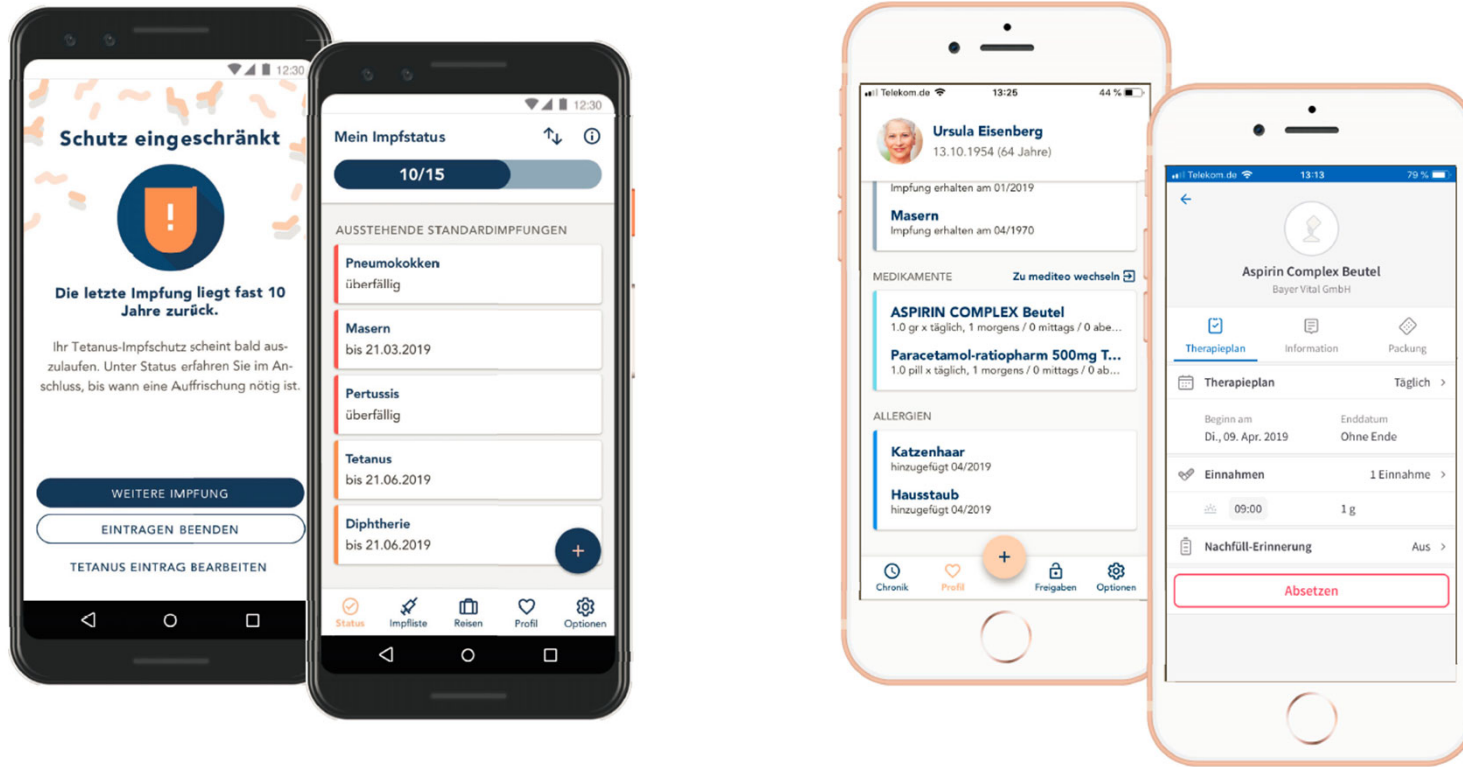 12:30
Schutz eingeschränkt
!
Die letzte Impfung liegt fast 10
Jahre zurück.
Ihr Tetanus-Impfschutz scheint bald aus-
zulaufen. Unter Status erfahren Sie im An-
schluss, bis wann eine Auffrischung nötig ist.
WEITERE IMPFUNG
EINTRAGEN BEENDEN
TETANUS EINTRAG BEARBEITEN
12:30
Mein Impfstatus
10/15
AUSSTEHENDE STANDARDIMPFUNGEN
Pneumokokken
überfällig
Masern
bis 21.03.2019
Pertussis
überfällig
Tetanus
bis 21.06.2019
Diphtherie
bis 21.06.2019
+
Status Impfliste Reisen Profil Optionen
Telekom.de 13:25 44 %
Ursula Eisenberg
13.10.1954 (64 Jahre)
Impfung erhalten am 01/2019
Masern
Impfung erhalten am 04/1970
MEDIKAMENTE Zu mediteo wechseln
ASPIRIN COMPLEX Beutel
1.0 gr x täglich, 1 morgens / 0 mittags / 0 abe...
Paracetamol-ratiopharm 500mg T...
1.0 pill x täglich, 1 morgens / 0 mittags / 0 ab...
ALLERGIEN
Katzenhaar
hinzugefügt 04/2019
Hausstaub
hinzugefügt 04/2019
+
Chronik Profil Freigaben Optionen
Telekom.de 13:13 79 %
Aspirin Complex Beutel
Bayer Vital GmbH
Therapieplan Information Packung
Therapieplan Täglich
Beginn am Enddatum
Di., 09. Apr. 2019 Ohne Ende
Einnahmen 1 Einnahme
09:00 1 g
Nachfüll-Erinnerung Aus
Absetzen